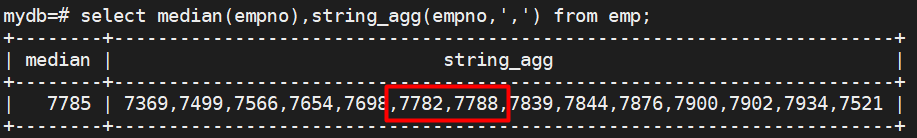 mydb=# select median(empno),string_agg(empno,',') from emp;
+--------+----------------------------------------------------------------------+
| median | string_agg |
+--------+----------------------------------------------------------------------+
| 7785 | 7369,7499,7566,7654,7698,7782,7788,7839,7844,7876,7900,7902,7934,7521 |
+--------+----------------------------------------------------------------------+